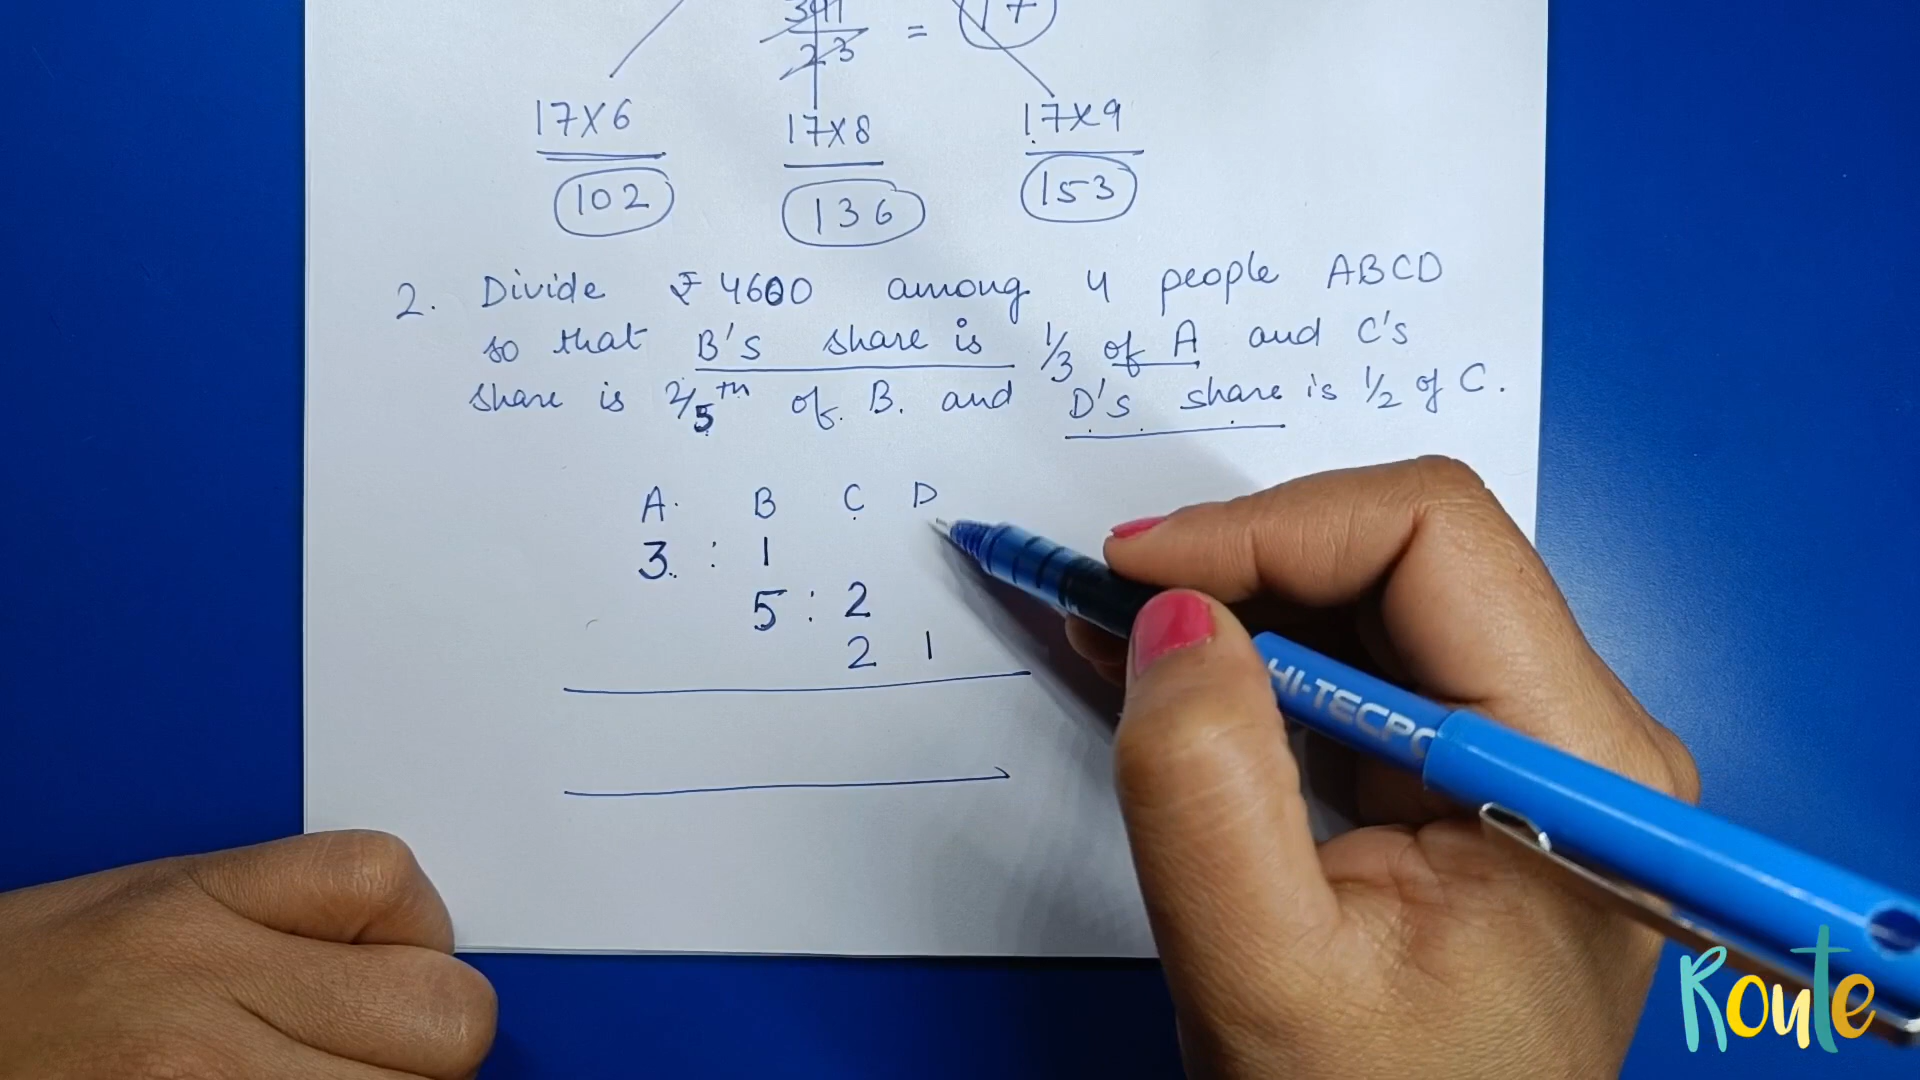 341
23
=
17
17x6
17x8
17x9
102
136
153
2. Divide ₹ 4600 among 4 people ABCD
so that B's share is 1/3 of A and C's
share is 2/5th of B. and D's share is 1/2 of C.
A. B C D
3 : 1
5 : 2
2 1
HI-TECPO
Route